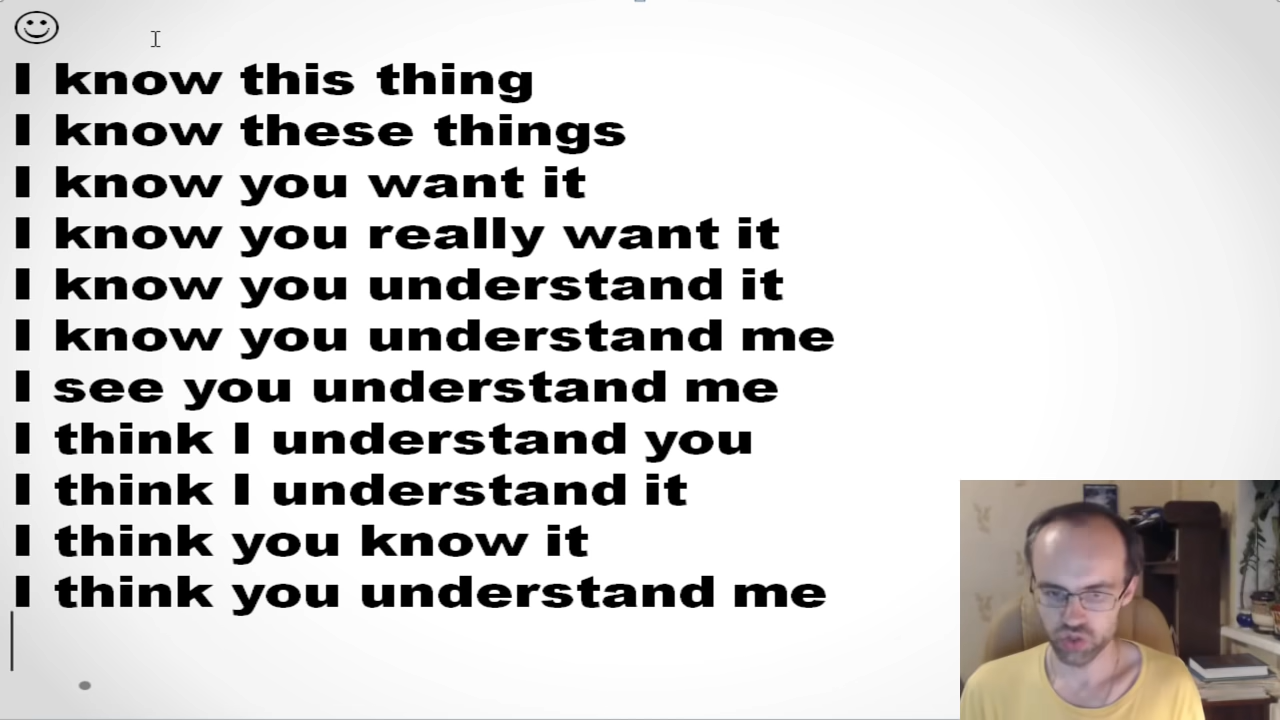 I know this thing
I know these things
I know you want it
I know you really want it
I know you understand it
I know you understand me
I see you understand me
I think I understand you
I think I understand it
I think you know it
I think you understand me